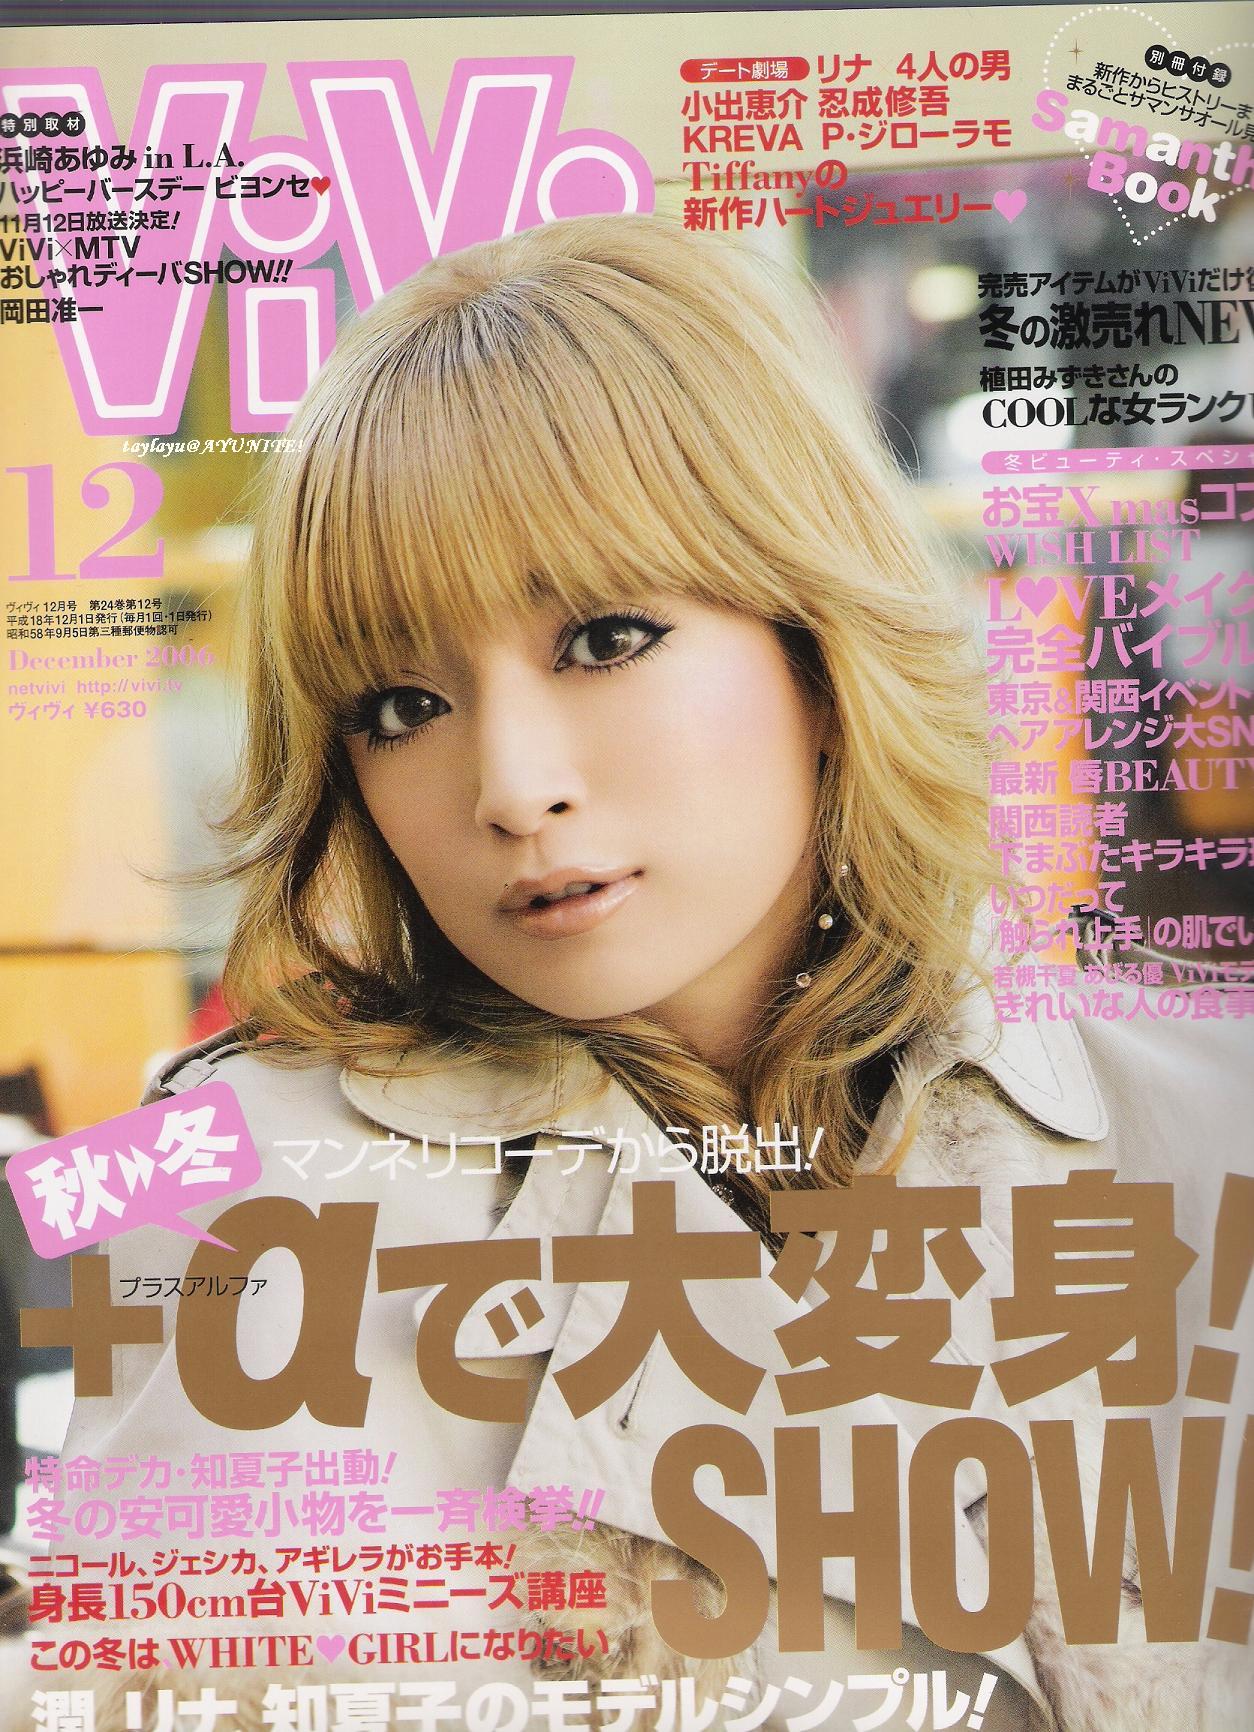 ViVi
特別取材
浜崎あゆみ in L.A.
ハッピーバースデー ビヨンセ♥
11月12日放送決定!
ViVi×MTV
おしゃれディーバSHOW!!
岡田准一
taylayu@AYUNITE!
12
ヴィヴィ 12月号 第24巻第12号
平成18年12月1日発行(毎月1回・1日発行)
昭和58年9月5日第三種郵便物認可
December 2006
netvivi http://vivi.tv
ヴィヴィ ¥630
デート劇場 リナ×4人の男
小出恵介 忍成修吾
KREVA P・ジローラモ
Tiffanyの
新作ハートジュエリー♥
別冊付録
新作からヒストリーま
まるごとサマンサオール
Samanth
Book
完売アイテムがViViだけ
冬の激売れNEW
植田みずきさんの
COOLな女ランク
冬ビューティ・スペシャ
お宝X'masコフ
WISH LIST
L♥VEメイク
完全バイブル
東京&関西イベント
ヘアアレンジ大SN
最新 唇BEAUTY
関西読者
下まぶたキラキラ
いつだって
「触られ上手」の肌でい
若槻千夏 あびる優 ViViモデ
きれいな人の食事
秋››冬
マンネリコーデから脱出!
+αで大変身!
プラスアルファ
SHOW!
特命デカ・知夏子出動!
冬の安可愛小物を一斉検挙!!
ニコール、ジェシカ、アギレラがお手本!
身長150cm台ViViミニーズ講座
この冬は、WHITE♥GIRLになりたい
潤 リナ 知夏子のモデルシンプル!